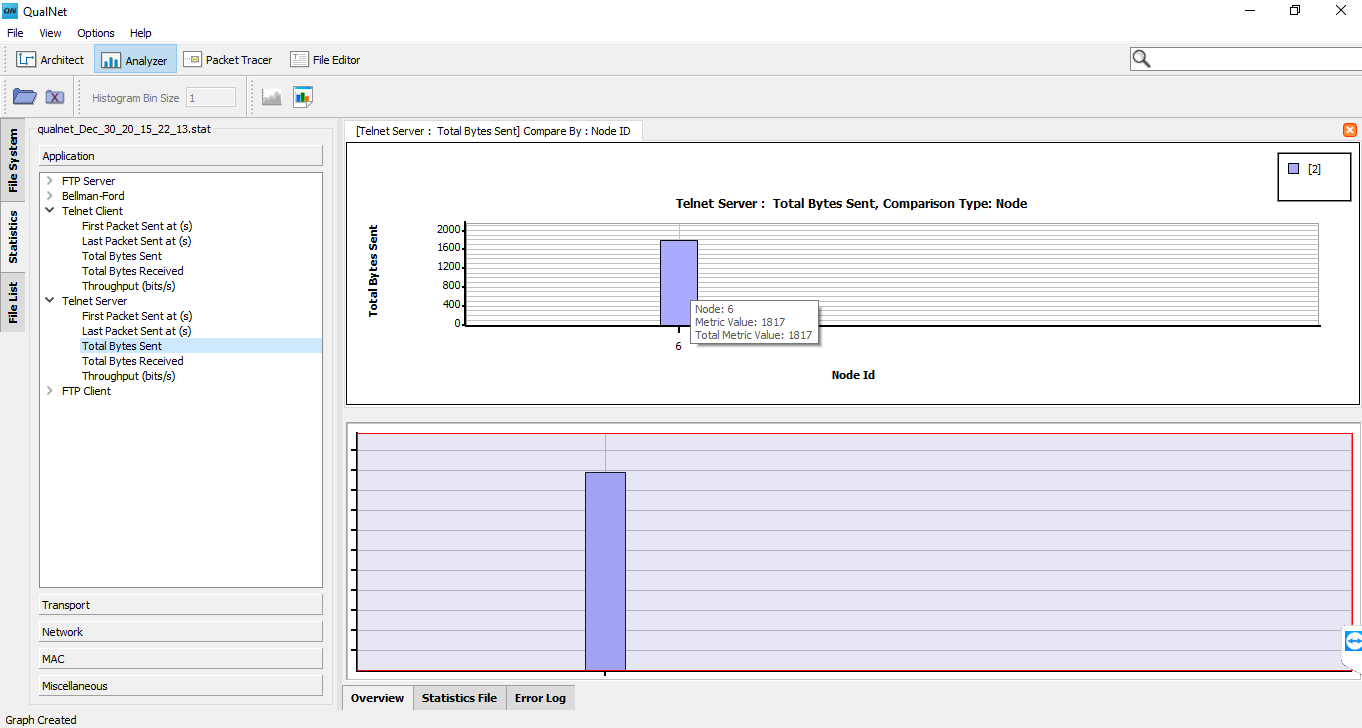 QN QualNet
File View Options Help
Architect Analyzer Packet Tracer File Editor
Histogram Bin Size 1
File System
Statistics
File List
qualnet_Dec_30_20_15_22_13.stat
Application
FTP Server
Bellman-Ford
Telnet Client
First Packet Sent at (s)
Last Packet Sent at (s)
Total Bytes Sent
Total Bytes Received
Throughput (bits/s)
Telnet Server
First Packet Sent at (s)
Last Packet Sent at (s)
Total Bytes Sent
Total Bytes Received
Throughput (bits/s)
FTP Client
Transport
Network
MAC
Miscellaneous
[Telnet Server : Total Bytes Sent] Compare By : Node ID
[2]
Telnet Server : Total Bytes Sent, Comparison Type: Node
Total Bytes Sent
2000
1600
1200
800
400
0
Node: 6
Metric Value: 1817
Total Metric Value: 1817
6
Node Id
Overview Statistics File Error Log
Graph Created